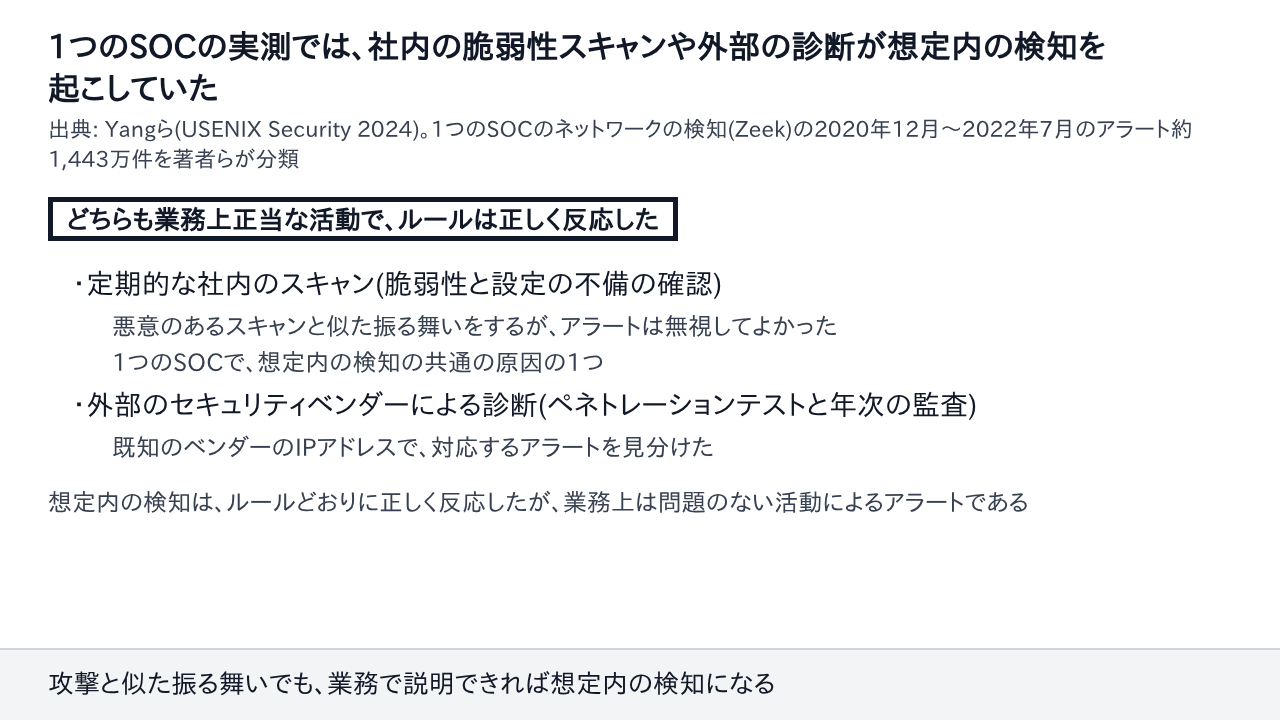 1つのSOCの実測では、社内の脆弱性スキャンや外部の診断が想定内の検知を
起こしていた
出典: Yangら(USENIX Security 2024)。1つのSOCのネットワークの検知(Zeek)の2020年12月～2022年7月のアラート約
1,443万件を著者らが分類
どちらも業務上正当な活動で、ルールは正しく反応した
・定期的な社内のスキャン(脆弱性と設定の不備の確認)
悪意のあるスキャンと似た振る舞いをするが、アラートは無視してよかった
1つのSOCで、想定内の検知の共通の原因の1つ
・外部のセキュリティベンダーによる診断(ペネトレーションテストと年次の監査)
既知のベンダーのIPアドレスで、対応するアラートを見分けた
想定内の検知は、ルールどおりに正しく反応したが、業務上は問題のない活動によるアラートである
攻撃と似た振る舞いでも、業務で説明できれば想定内の検知になる